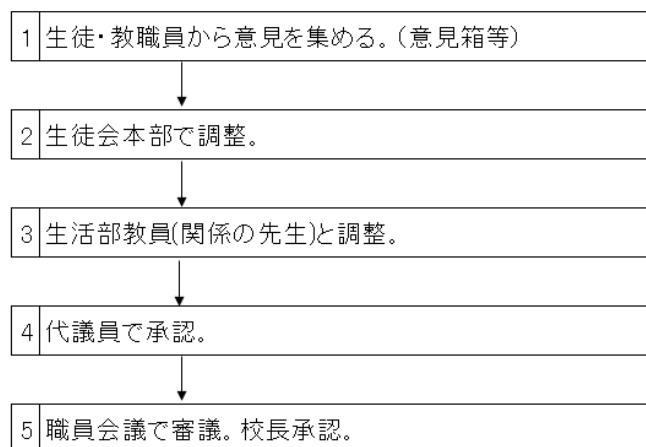 1 生徒・教職員から意見を集める。(意見箱等)
2 生徒会本部で調整。
3 生活部教員(関係の先生)と調整。
4 代議員で承認。
5 職員会議で審議。校長承認。